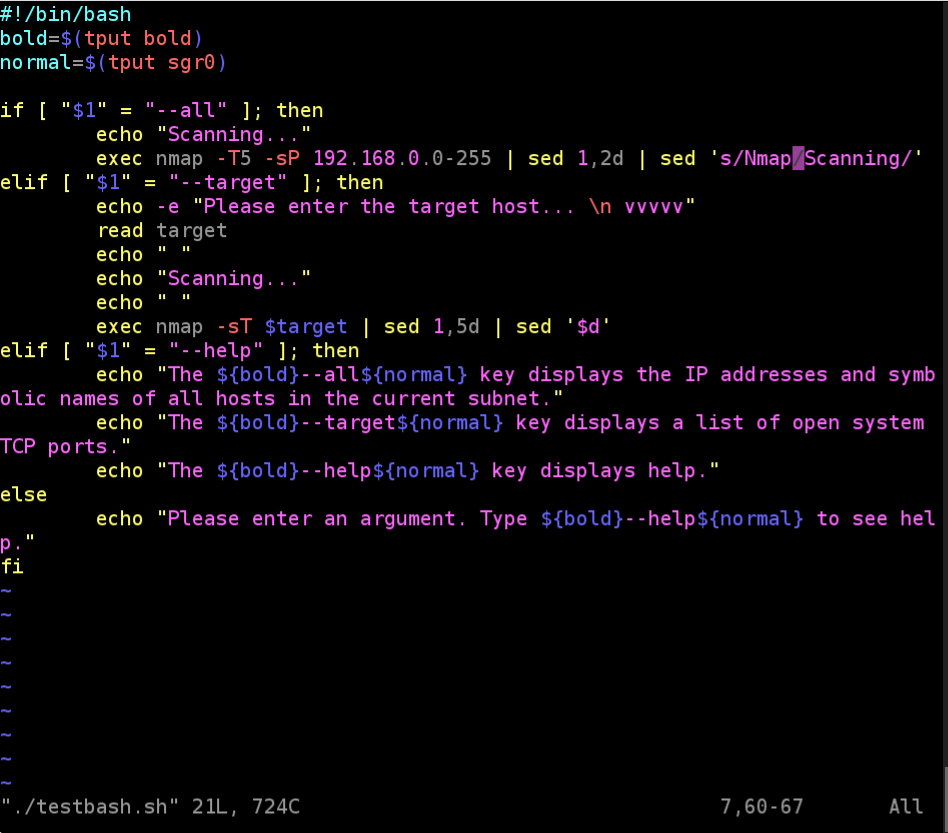 #!/bin/bash
bold=$(tput bold)
normal=$(tput sgr0)

if [ "$1" = "--all" ]; then
        echo "Scanning..."
        exec nmap -T5 -sP 192.168.0.0-255 | sed 1,2d | sed 's/Nmap/Scanning/'
elif [ "$1" = "--target" ]; then
        echo -e "Please enter the target host... \n vvvvv"
        read target
        echo " "
        echo "Scanning..."
        echo " "
        exec nmap -sT $target | sed 1,5d | sed '$d'
elif [ "$1" = "--help" ]; then
        echo "The ${bold}--all${normal} key displays the IP addresses and symb
olic names of all hosts in the current subnet."
        echo "The ${bold}--target${normal} key displays a list of open system
TCP ports."
        echo "The ${bold}--help${normal} key displays help."
else
        echo "Please enter an argument. Type ${bold}--help${normal} to see hel
p."
fi
~
~
~
~
~
~
~
~
~
"./testbash.sh" 21L, 724C 7,60-67 All